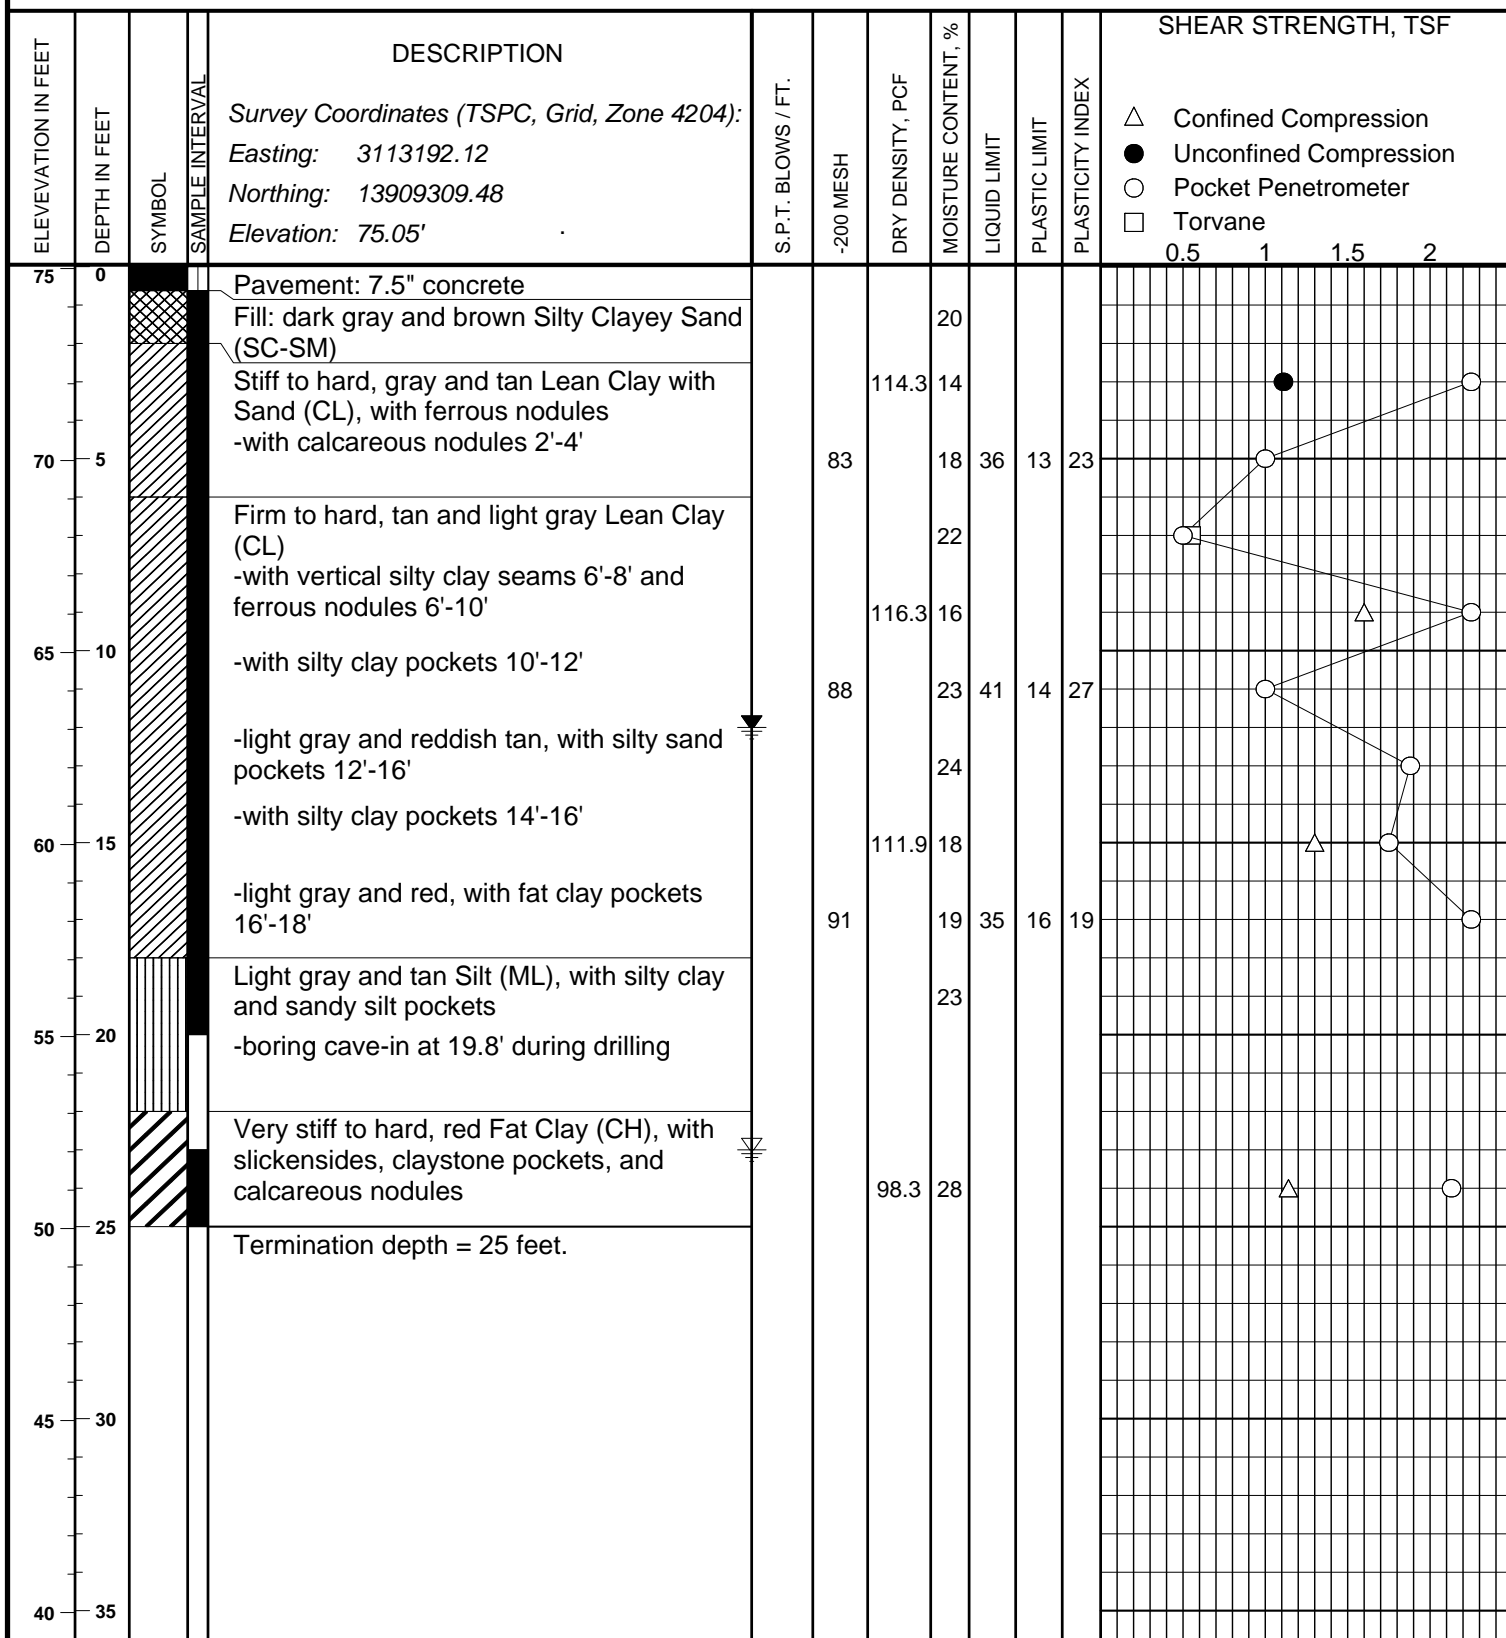 ELEVEVATION IN FEET
DEPTH IN FEET
SYMBOL
SAMPLE INTERVAL
DESCRIPTION
Survey Coordinates (TSPC, Grid, Zone 4204):
Easting: 3113192.12
Northing: 13909309.48
Elevation: 75.05'
S.P.T. BLOWS / FT.
-200 MESH
DRY DENSITY, PCF
MOISTURE CONTENT, %
LIQUID LIMIT
PLASTIC LIMIT
PLASTICITY INDEX
SHEAR STRENGTH, TSF
Confined Compression
Unconfined Compression
Pocket Penetrometer
Torvane
0.5 1 1.5 2
75 0
Pavement: 7.5" concrete
Fill: dark gray and brown Silty Clayey Sand 20
(SC-SM)
Stiff to hard, gray and tan Lean Clay with 114.3 14
Sand (CL), with ferrous nodules
-with calcareous nodules 2'-4'
70 5 83 18 36 13 23
Firm to hard, tan and light gray Lean Clay
(CL) 22
-with vertical silty clay seams 6'-8' and
ferrous nodules 6'-10' 116.3 16
65 10 -with silty clay pockets 10'-12'
88 23 41 14 27
-light gray and reddish tan, with silty sand
pockets 12'-16' 24
-with silty clay pockets 14'-16'
60 15 111.9 18
-light gray and red, with fat clay pockets
16'-18' 91 19 35 16 19
Light gray and tan Silt (ML), with silty clay
and sandy silt pockets 23
55 20 -boring cave-in at 19.8' during drilling
Very stiff to hard, red Fat Clay (CH), with
slickensides, claystone pockets, and
calcareous nodules 98.3 28
50 25
Termination depth = 25 feet.
45 30
40 35